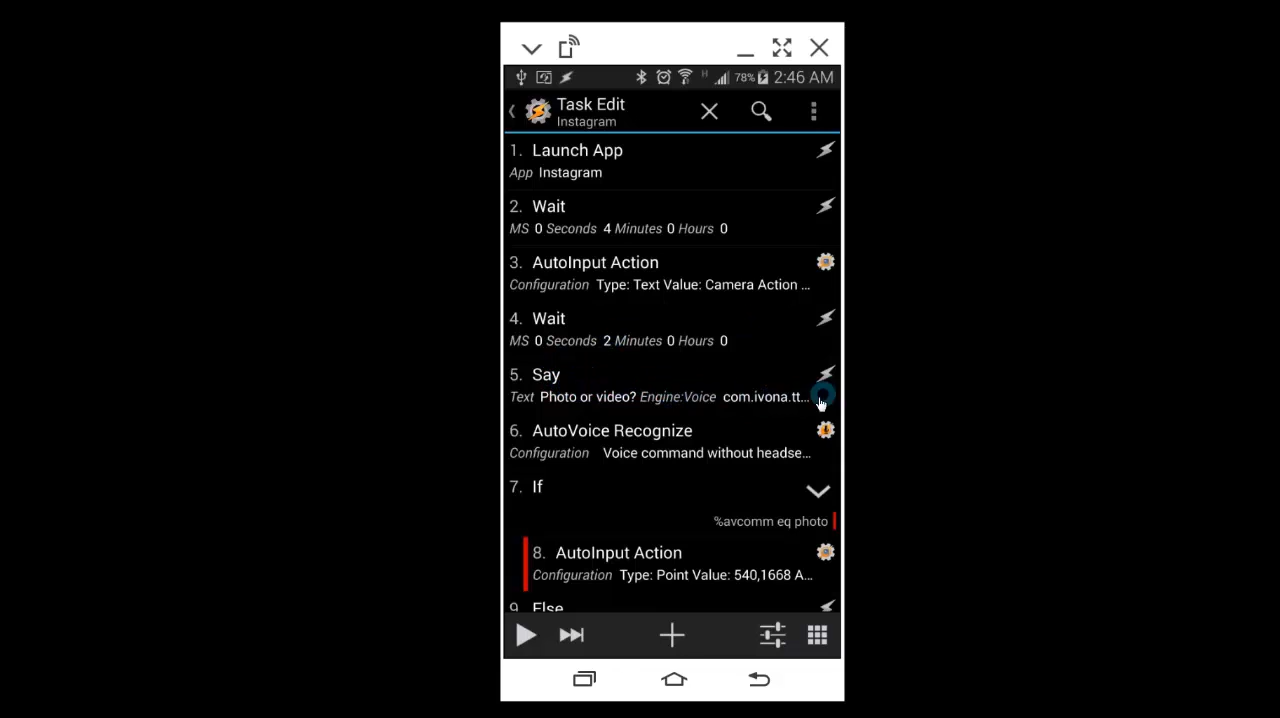 78% 2:46 AM
Task Edit
Instagram
1. Launch App
App Instagram
2. Wait
MS 0 Seconds 4 Minutes 0 Hours 0
3. AutoInput Action
Configuration Type: Text Value: Camera Action ...
4. Wait
MS 0 Seconds 2 Minutes 0 Hours 0
5. Say
Text Photo or video? Engine:Voice com.ivona.tt...
6. AutoVoice Recognize
Configuration Voice command without headse...
7. If
%avcomm eq photo
8. AutoInput Action
Configuration Type: Point Value: 540,1668 A...
9. Else